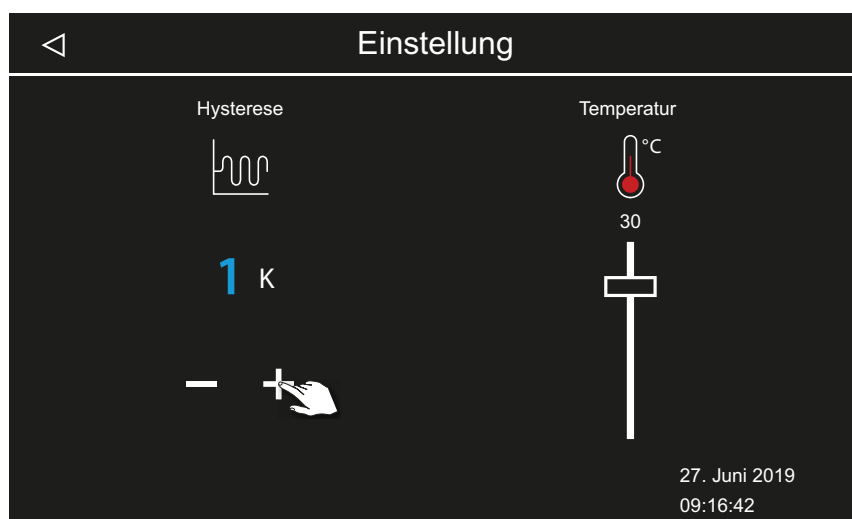 Einstellung
Hysterese
Temperatur
°C
30
1 K
27. Juni 2019
09:16:42